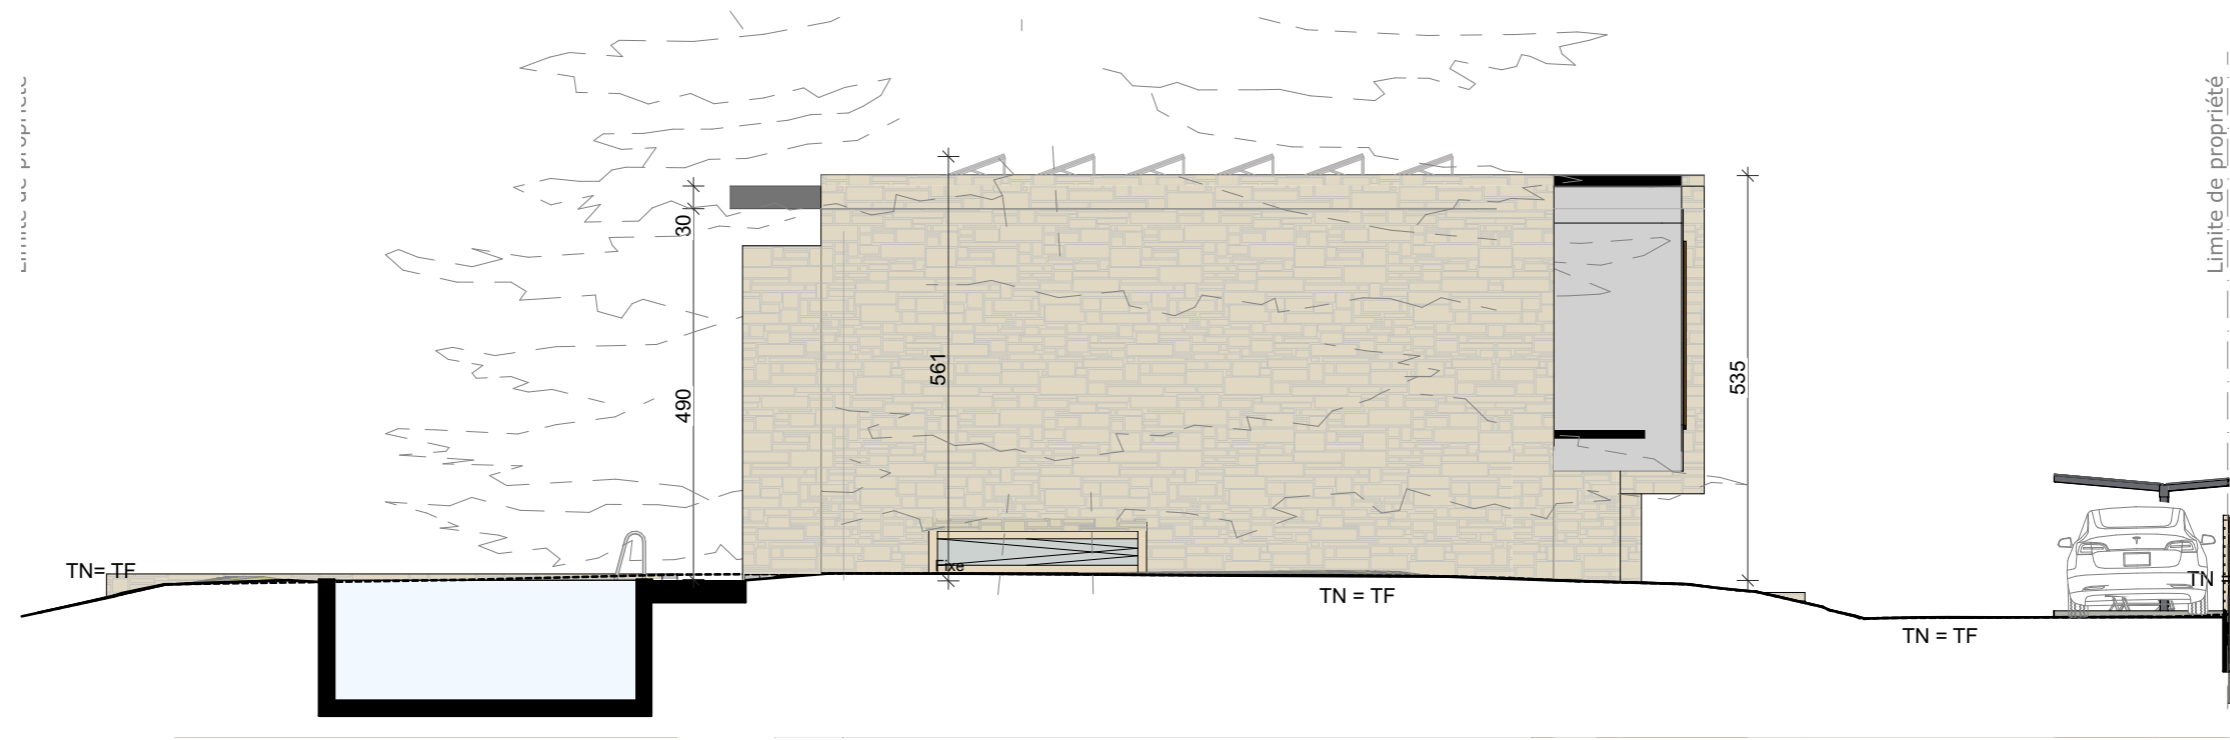 Limite de propriété
Limite de propriété
30
561
535
490
Fixe
TN= TF
TN =
TN = TF
TN = TF